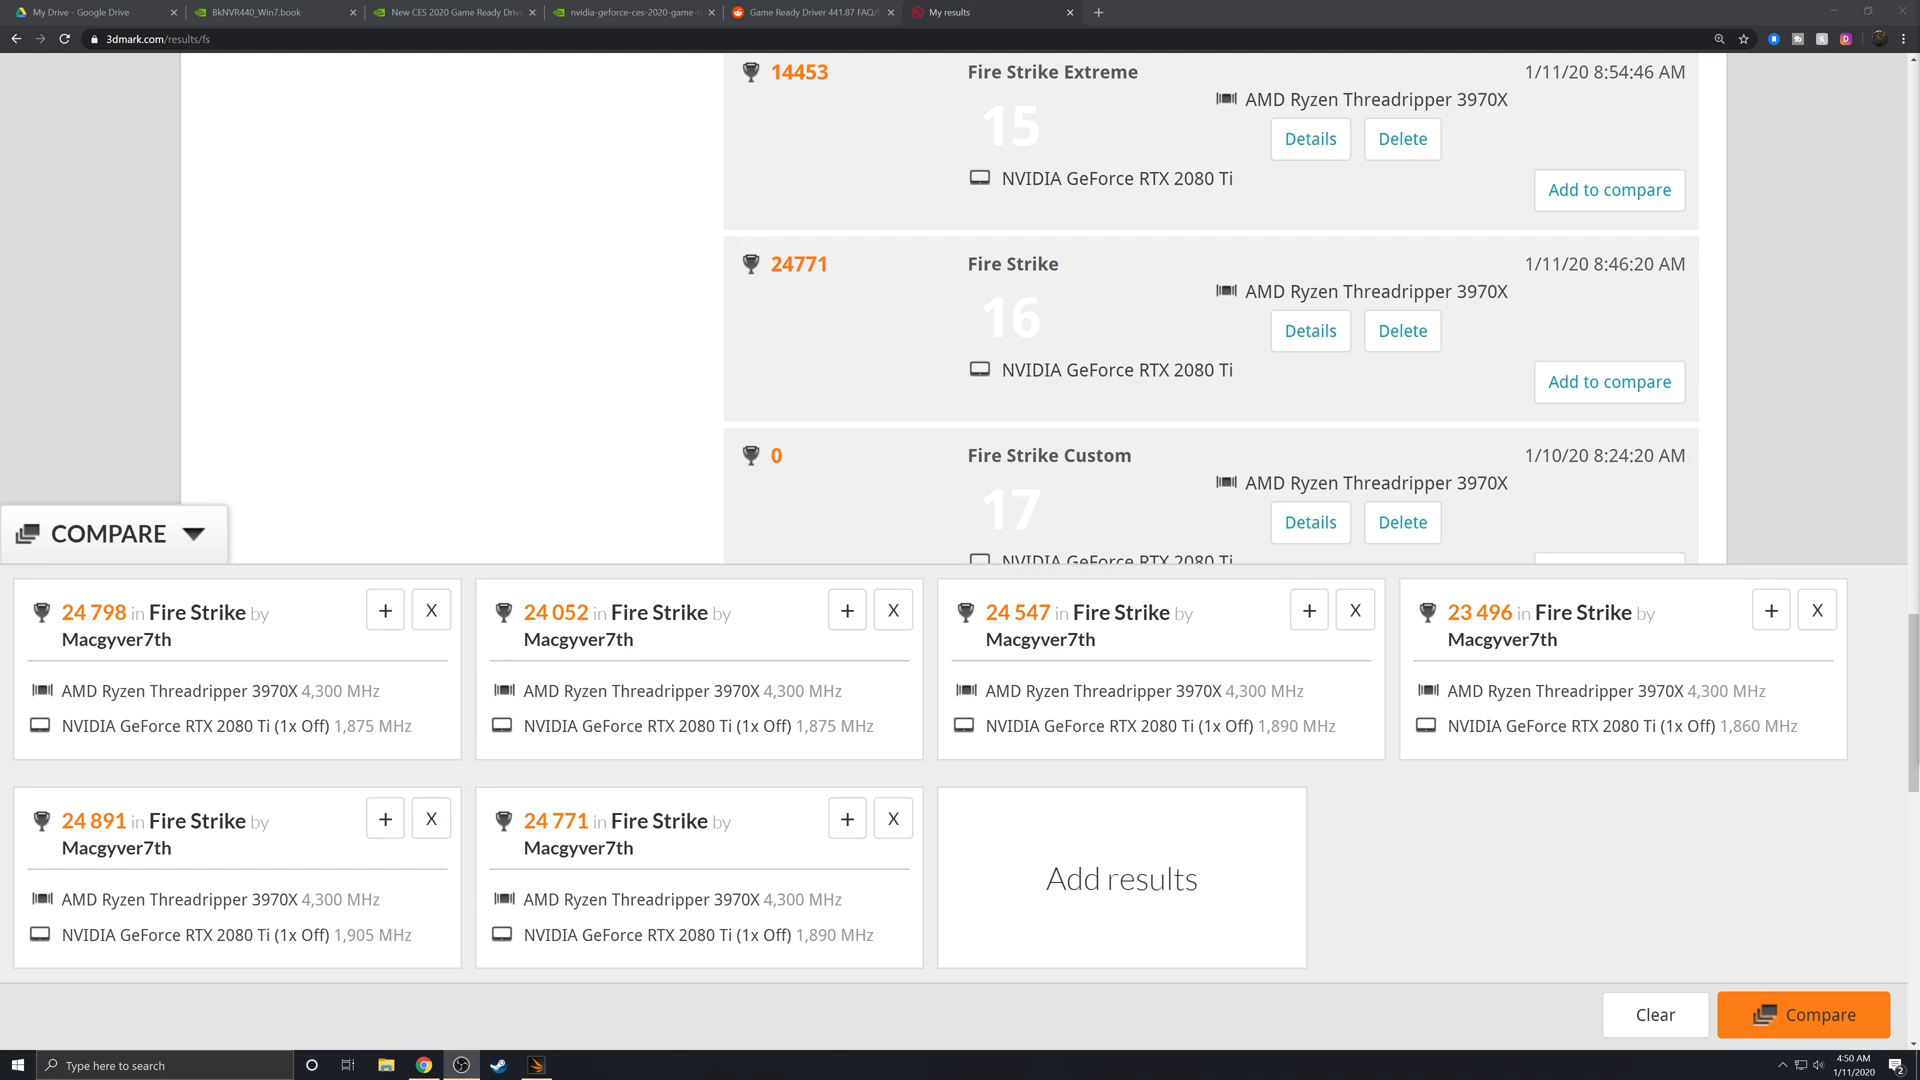 My Drive - Google Drive
BkNVR440_Win7.book
New CES 2020 Game Ready Driv
nvidia-geforce-ces-2020-game-r
Game Ready Driver 441.87 FAQ/
My results
3dmark.com/results/fs
14453
Fire Strike Extreme
1/11/20 8:54:46 AM
AMD Ryzen Threadripper 3970X
15
Details
Delete
NVIDIA GeForce RTX 2080 Ti
Add to compare
24771
Fire Strike
1/11/20 8:46:20 AM
AMD Ryzen Threadripper 3970X
16
Details
Delete
NVIDIA GeForce RTX 2080 Ti
Add to compare
0
Fire Strike Custom
1/10/20 8:24:20 AM
AMD Ryzen Threadripper 3970X
17
Details
Delete
NVIDIA GeForce RTX 2080 Ti
COMPARE
24 798 in Fire Strike by
Macgyver7th
+ X
AMD Ryzen Threadripper 3970X 4,300 MHz
NVIDIA GeForce RTX 2080 Ti (1x Off) 1,875 MHz
24 052 in Fire Strike by
Macgyver7th
+ X
AMD Ryzen Threadripper 3970X 4,300 MHz
NVIDIA GeForce RTX 2080 Ti (1x Off) 1,875 MHz
24 547 in Fire Strike by
Macgyver7th
+ X
AMD Ryzen Threadripper 3970X 4,300 MHz
NVIDIA GeForce RTX 2080 Ti (1x Off) 1,890 MHz
23 496 in Fire Strike by
Macgyver7th
+ X
AMD Ryzen Threadripper 3970X 4,300 MHz
NVIDIA GeForce RTX 2080 Ti (1x Off) 1,860 MHz
24 891 in Fire Strike by
Macgyver7th
+ X
AMD Ryzen Threadripper 3970X 4,300 MHz
NVIDIA GeForce RTX 2080 Ti (1x Off) 1,905 MHz
24 771 in Fire Strike by
Macgyver7th
+ X
AMD Ryzen Threadripper 3970X 4,300 MHz
NVIDIA GeForce RTX 2080 Ti (1x Off) 1,890 MHz
Add results
Clear
Compare
Type here to search
4:50 AM
1/11/2020
2